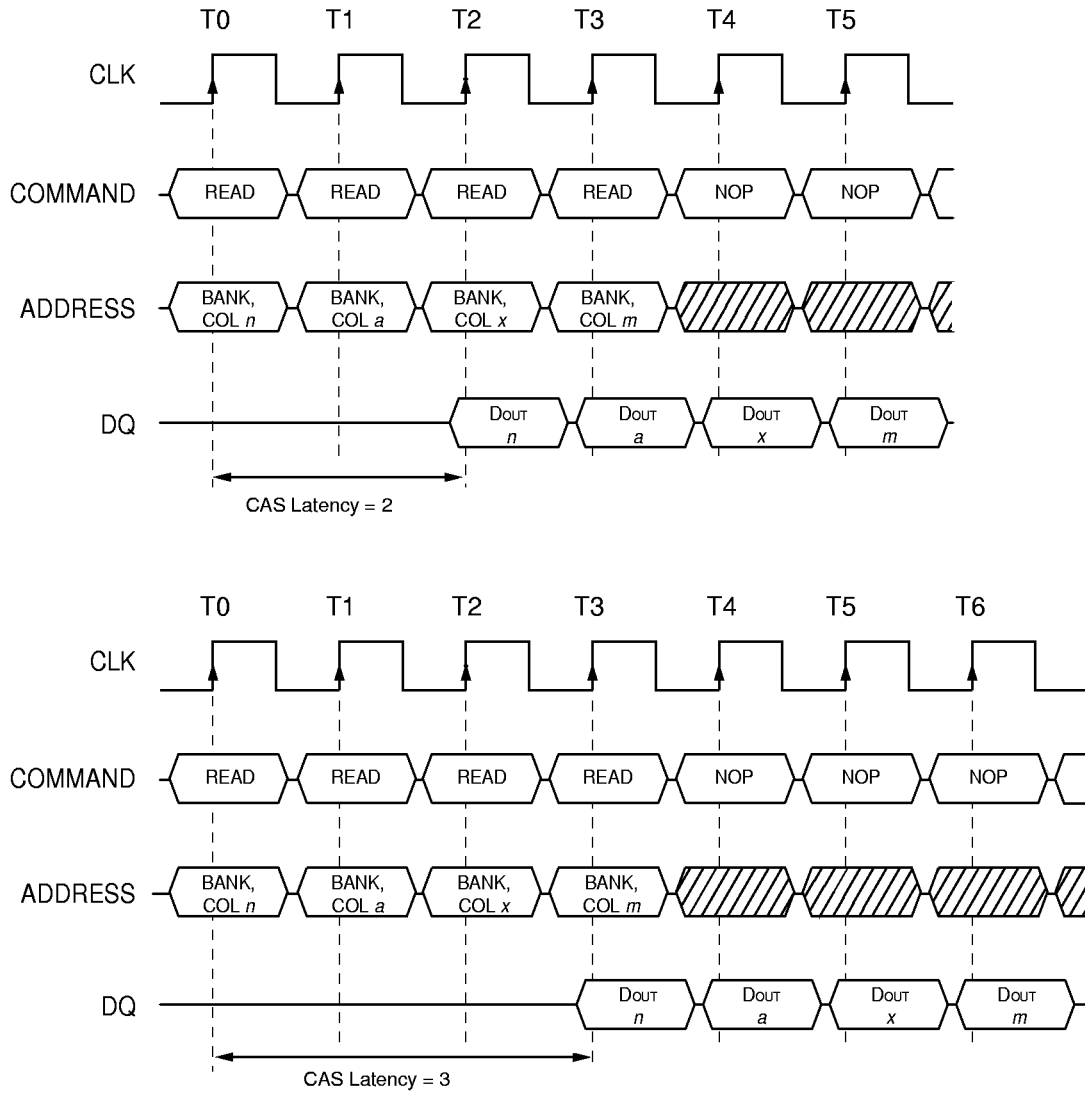 T0 T1 T2 T3 T4 T5
CLK
COMMAND READ READ READ READ NOP NOP
BANK, BANK, BANK, BANK,
ADDRESS
COL n COL a COL x COL m
DOUT DOUT DOUT DOUT
DQ
n a x m
CAS Latency = 2
T0 T1 T2 T3 T4 T5 T6
CLK
COMMAND READ READ READ READ NOP NOP NOP
BANK, BANK, BANK, BANK,
ADDRESS
COL n COL a COL x COL m
DOUT DOUT DOUT DOUT
DQ
n a x m
CAS Latency = 3